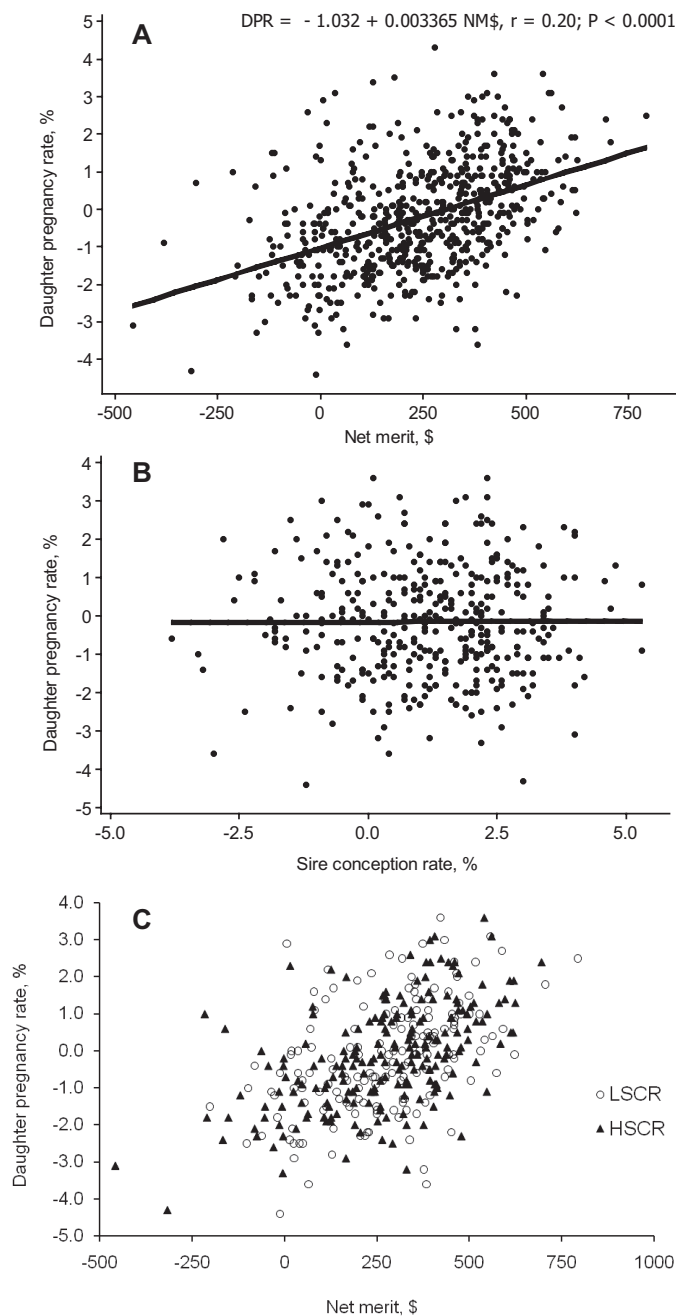 DPR = - 1.032 + 0.003365 NM$, r = 0.20; P < 0.0001
A
5
4
3
2
1
0
-1
-2
-3
-4
Daughter pregnancy rate, %
-500 -250 0 250 500 750
Net merit, $
B
4
3
2
1
0
-1
-2
-3
-4
-5
Daughter pregnancy rate, %
-5.0 -2.5 0.0 2.5 5.0
Sire conception rate, %
C
4.0
3.0
2.0
1.0
0.0
-1.0
-2.0
-3.0
-4.0
-5.0
Daughter pregnancy rate, %
LSCR
HSCR
-500 -250 0 250 500 750 1000
Net merit, $